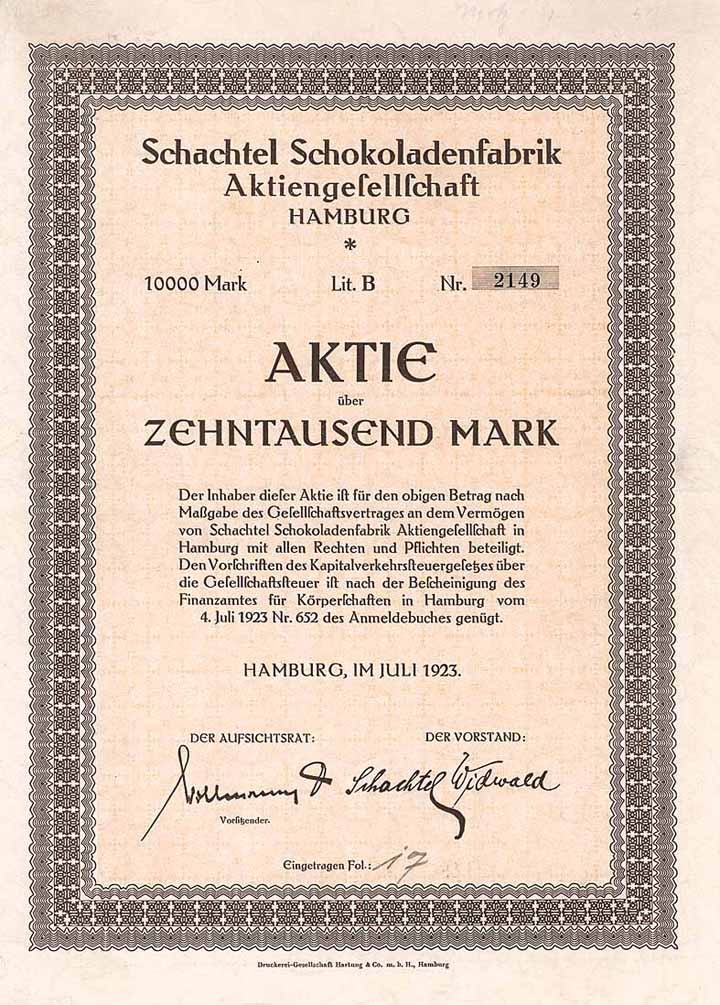 Schachtel Schokoladenfabrik
Aktiengeſellſchaft
HAMBURG
*
10000 Mark Lit. B Nr. 2149
AKTIE
über
ZEHNTAUSEND MARK
Der Inhaber dieſer Aktie iſt für den obigen Betrag nach
Maßgabe des Geſellſchaftsvertrages an dem Vermögen
von Schachtel Schokoladenfabrik Aktiengeſellſchaft in
Hamburg mit allen Rechten und Pflichten beteiligt.
Den Vorſchriften des Kapitalverkehrsſteuergeſetzes über
die Geſellſchaftsſteuer iſt nach der Beſcheinigung des
Finanzamtes für Körperſchaften in Hamburg vom
4. Juli 1923 Nr. 652 des Anmeldebuches genügt.
HAMBURG, IM JULI 1923.
DER AUFSICHTSRAT: DER VORSTAND:
Schachtel Widwald
Vorſitzender.
Eingetragen Fol.: 17
Druckerei-Geſellſchaft Hartung & Co. m. b. H., Hamburg